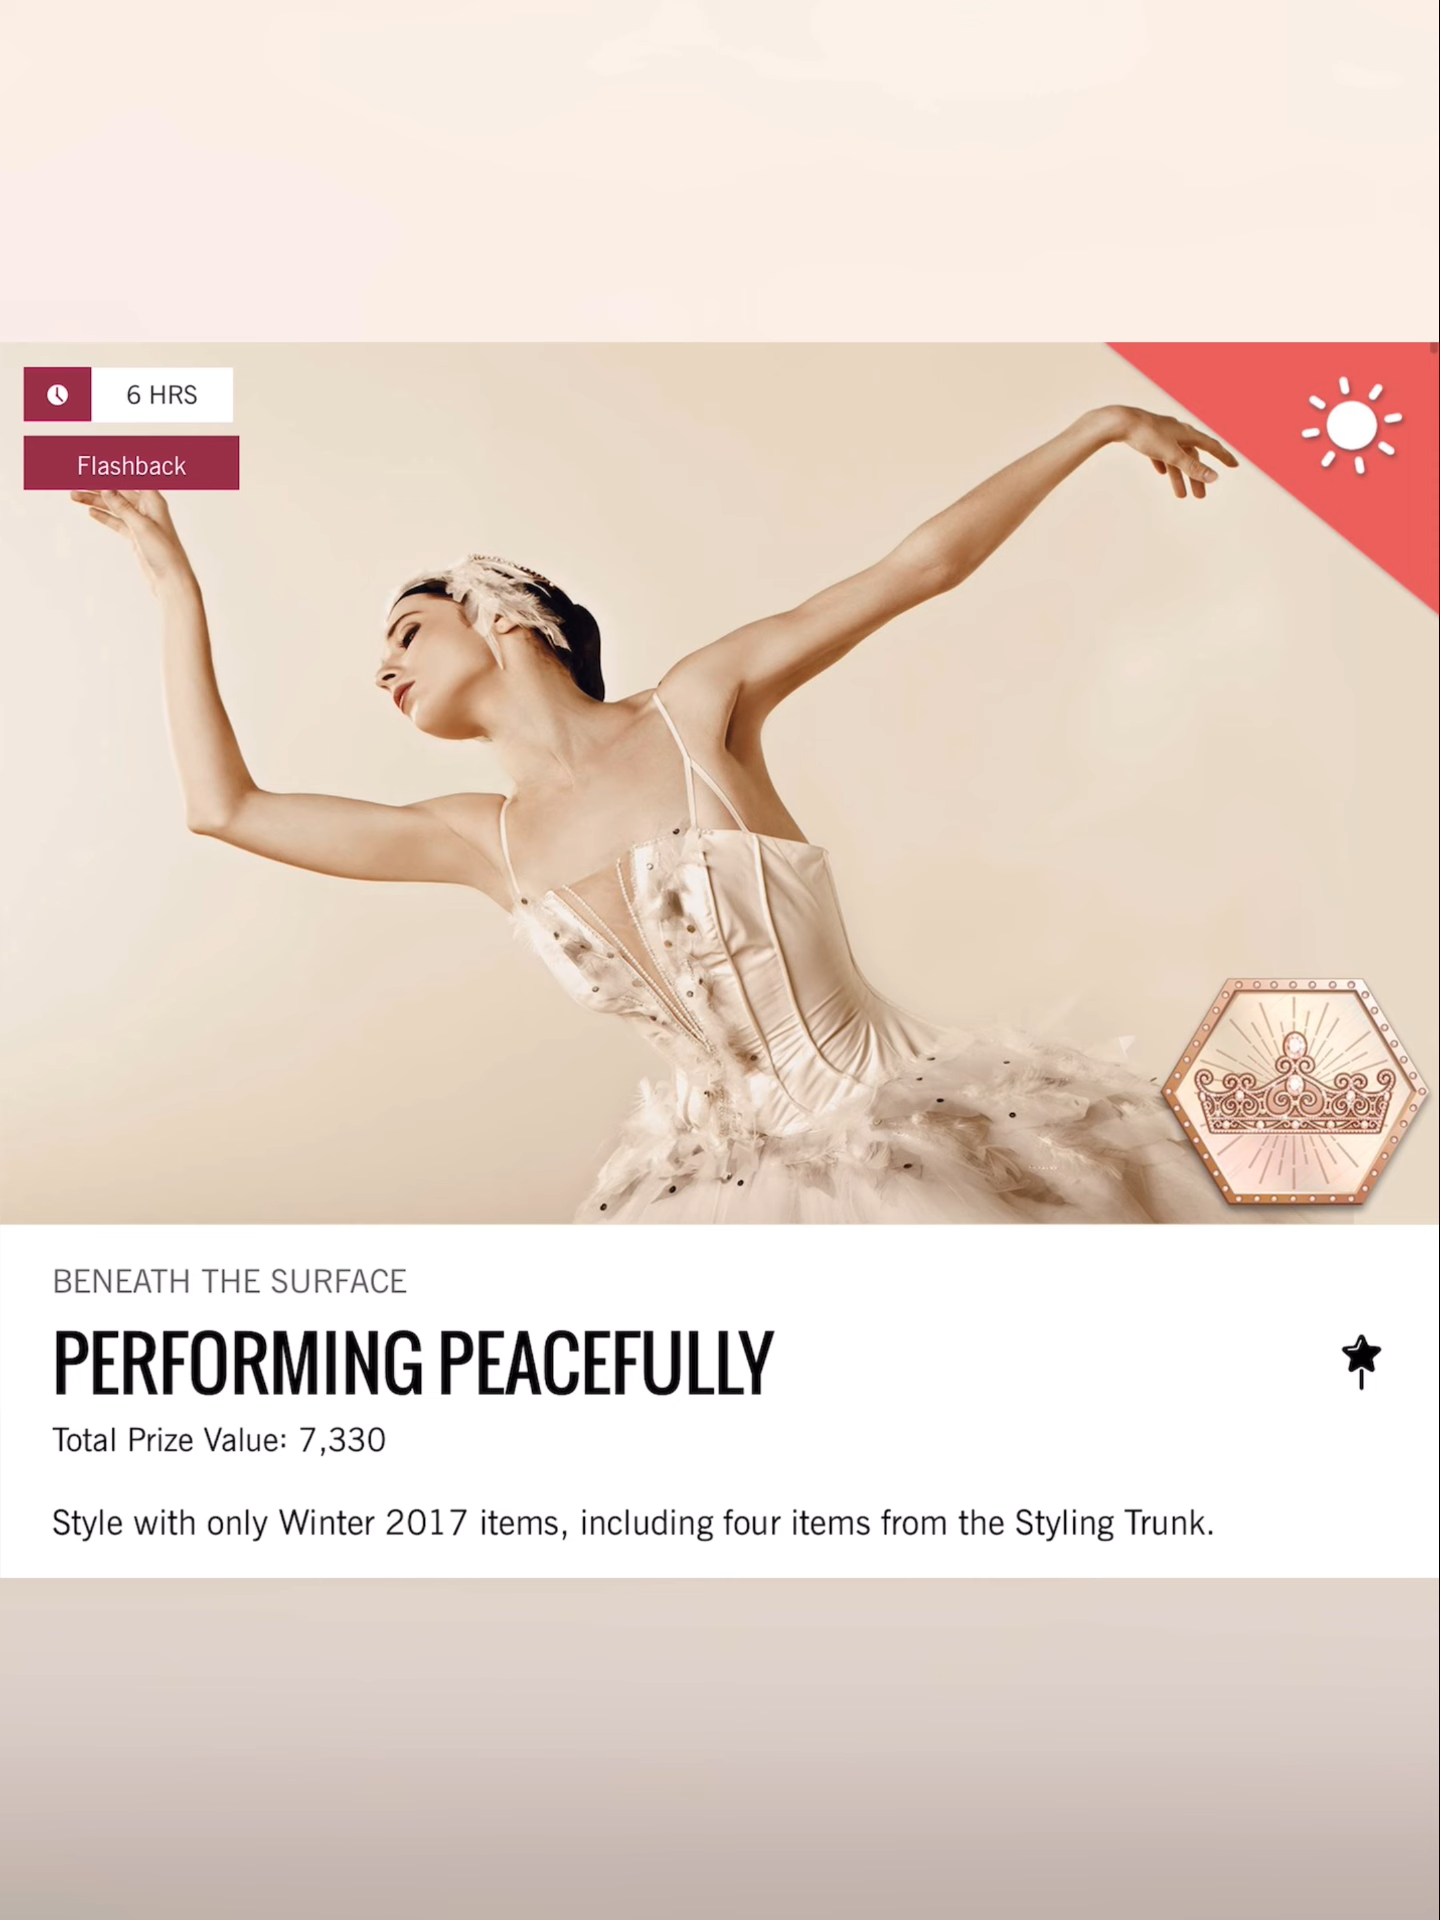 6 HRS
Flashback
BENEATH THE SURFACE
PERFORMING PEACEFULLY
Total Prize Value: 7,330
Style with only Winter 2017 items, including four items from the Styling Trunk.